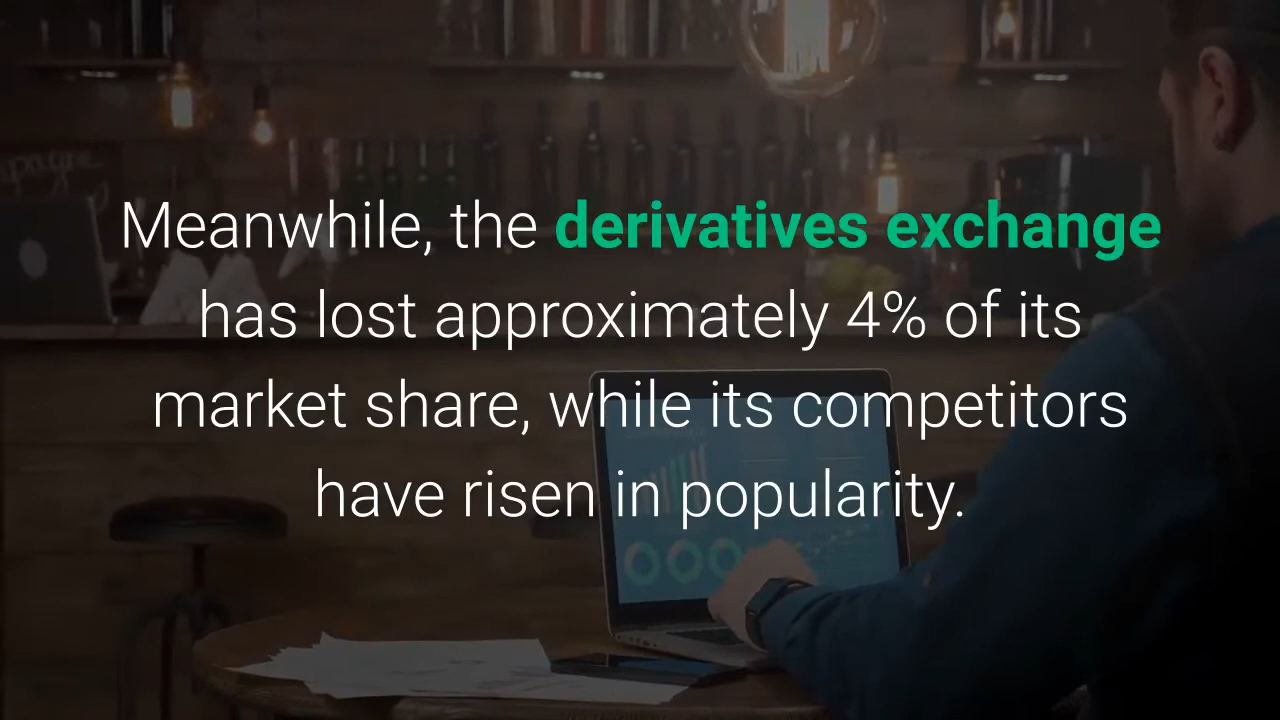 Meanwhile, the derivatives exchange
has lost approximately 4% of its
market share, while its competitors
have risen in popularity.